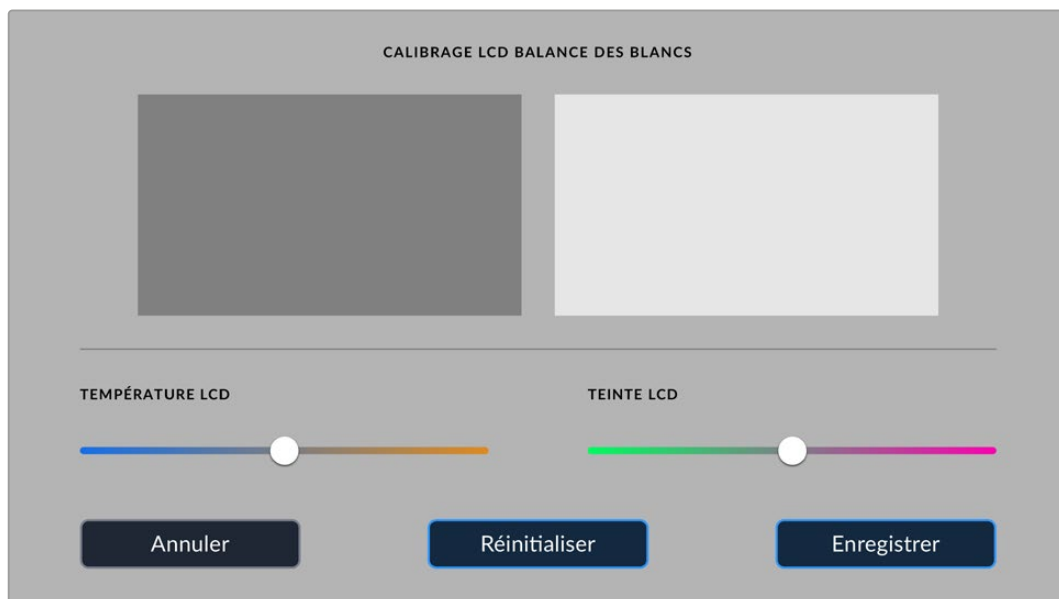 CALIBRAGE LCD BALANCE DES BLANCS
TEMPÉRATURE LCD
TEINTE LCD
Annuler
Réinitialiser
Enregistrer